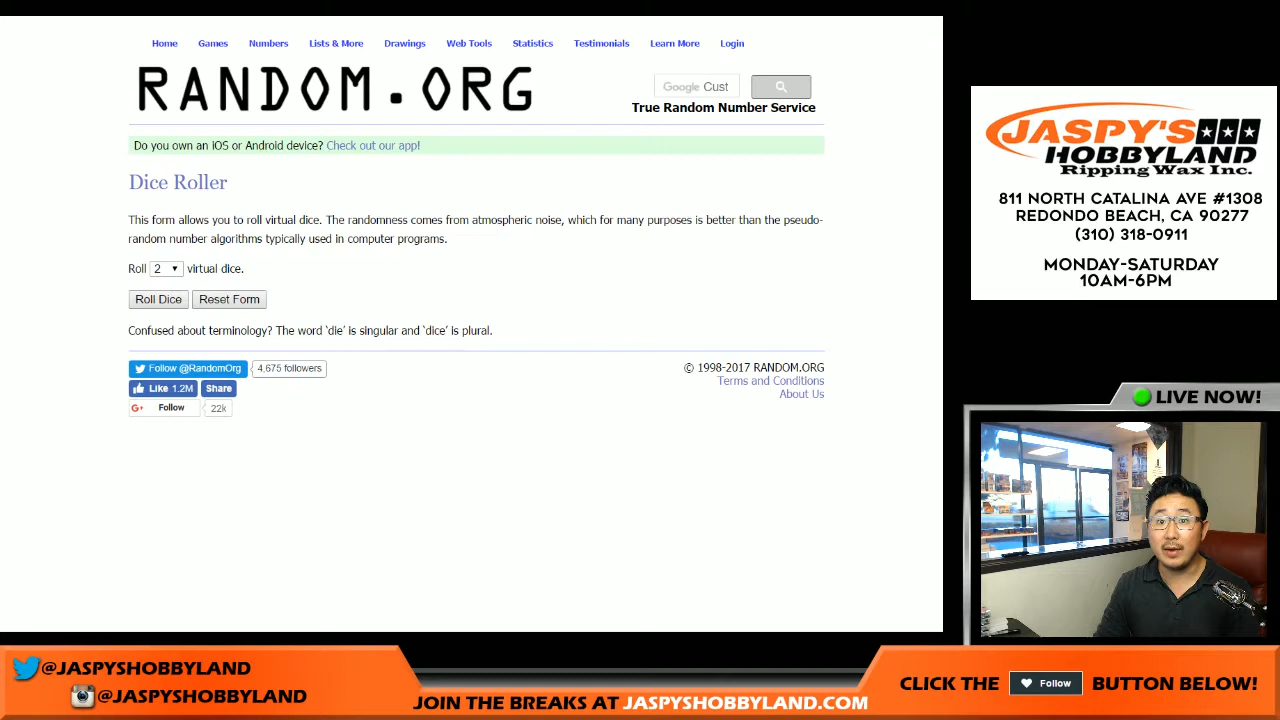 Home Games Numbers Lists & More Drawings Web Tools Statistics Testimonials Learn More Login
RANDOM.ORG
Google Cust
True Random Number Service
Do you own an iOS or Android device? Check out our app!
Dice Roller
This form allows you to roll virtual dice. The randomness comes from atmospheric noise, which for many purposes is better than the pseudo-
random number algorithms typically used in computer programs.
Roll 2 virtual dice.
Roll Dice Reset Form
Confused about terminology? The word ‘die’ is singular and ‘dice’ is plural.
Follow @RandomOrg 4,675 followers
Like 1.2M Share
G+ Follow 22k
© 1998-2017 RANDOM.ORG
Terms and Conditions
About Us
JASPY'S
HOBBYLAND
Ripping Wax Inc.
811 NORTH CATALINA AVE #1308
REDONDO BEACH, CA 90277
(310) 318-0911
MONDAY-SATURDAY
10AM-6PM
LIVE NOW!
@JASPYSHOBBYLAND
@JASPYSHOBBYLAND
JOIN THE BREAKS AT JASPYSHOBBYLAND.COM
CLICK THE Follow BUTTON BELOW!